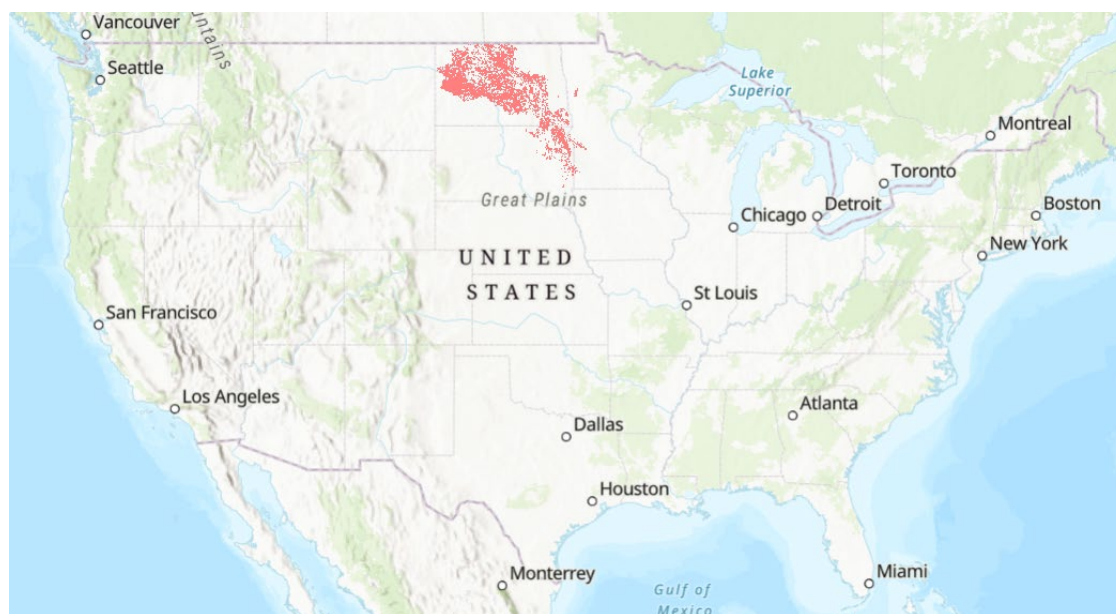 Vancouver
ountains
Seattle
Lake
Superior
Montreal
Toronto
Great Plains
Chicago
Detroit
Boston
New York
UNITED
STATES
St Louis
San Francisco
Los Angeles
Atlanta
Dallas
Houston
Monterrey
Gulf of
Mexico
Miami